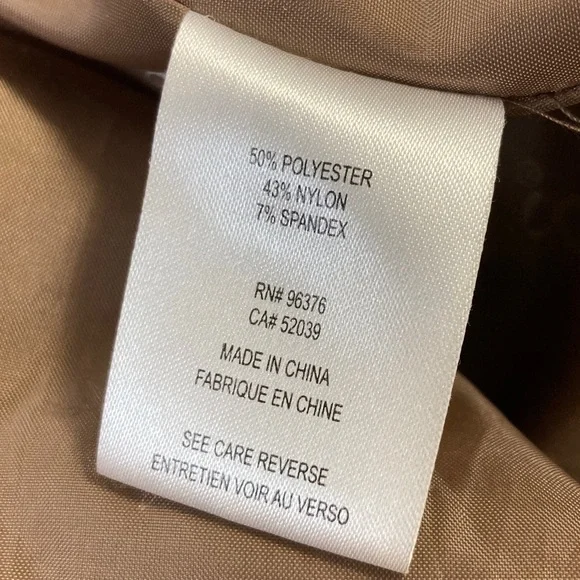 50% POLYESTER
43% NYLON
7% SPANDEX
RN# 96376
CA# 52039
MADE IN CHINA
FABRIQUE EN CHINE
SEE CARE REVERSE
ENTRETIEN VOIR AU VERSO